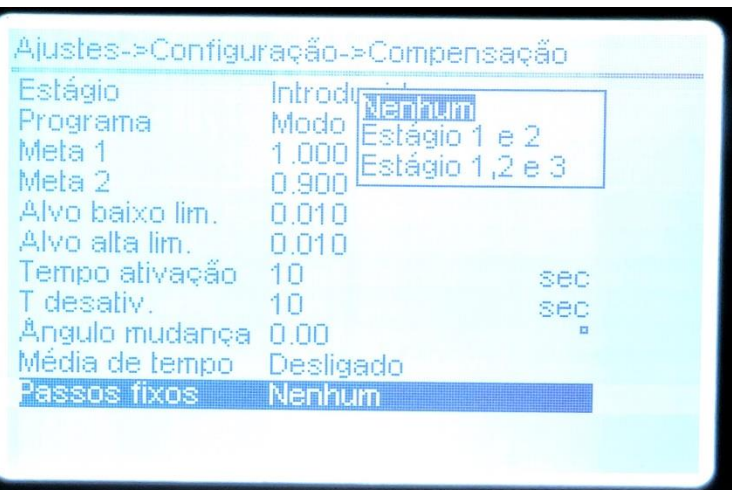 Ajustes->Configuração->Compensação
Estágio
Programa Modo
Meta 1 1.000
Meta 2 0.900
Alvo baixo lim. 0.010
Alvo alta lim. 0.010
Tempo ativação 10 sec
T desativ. 10 sec
Ângulo mudança 0.00 °
Média de tempo Desligado
Passos fixos Nenhum
Nenhum
Estágio 1 e 2
Estágio 1,2 e 3